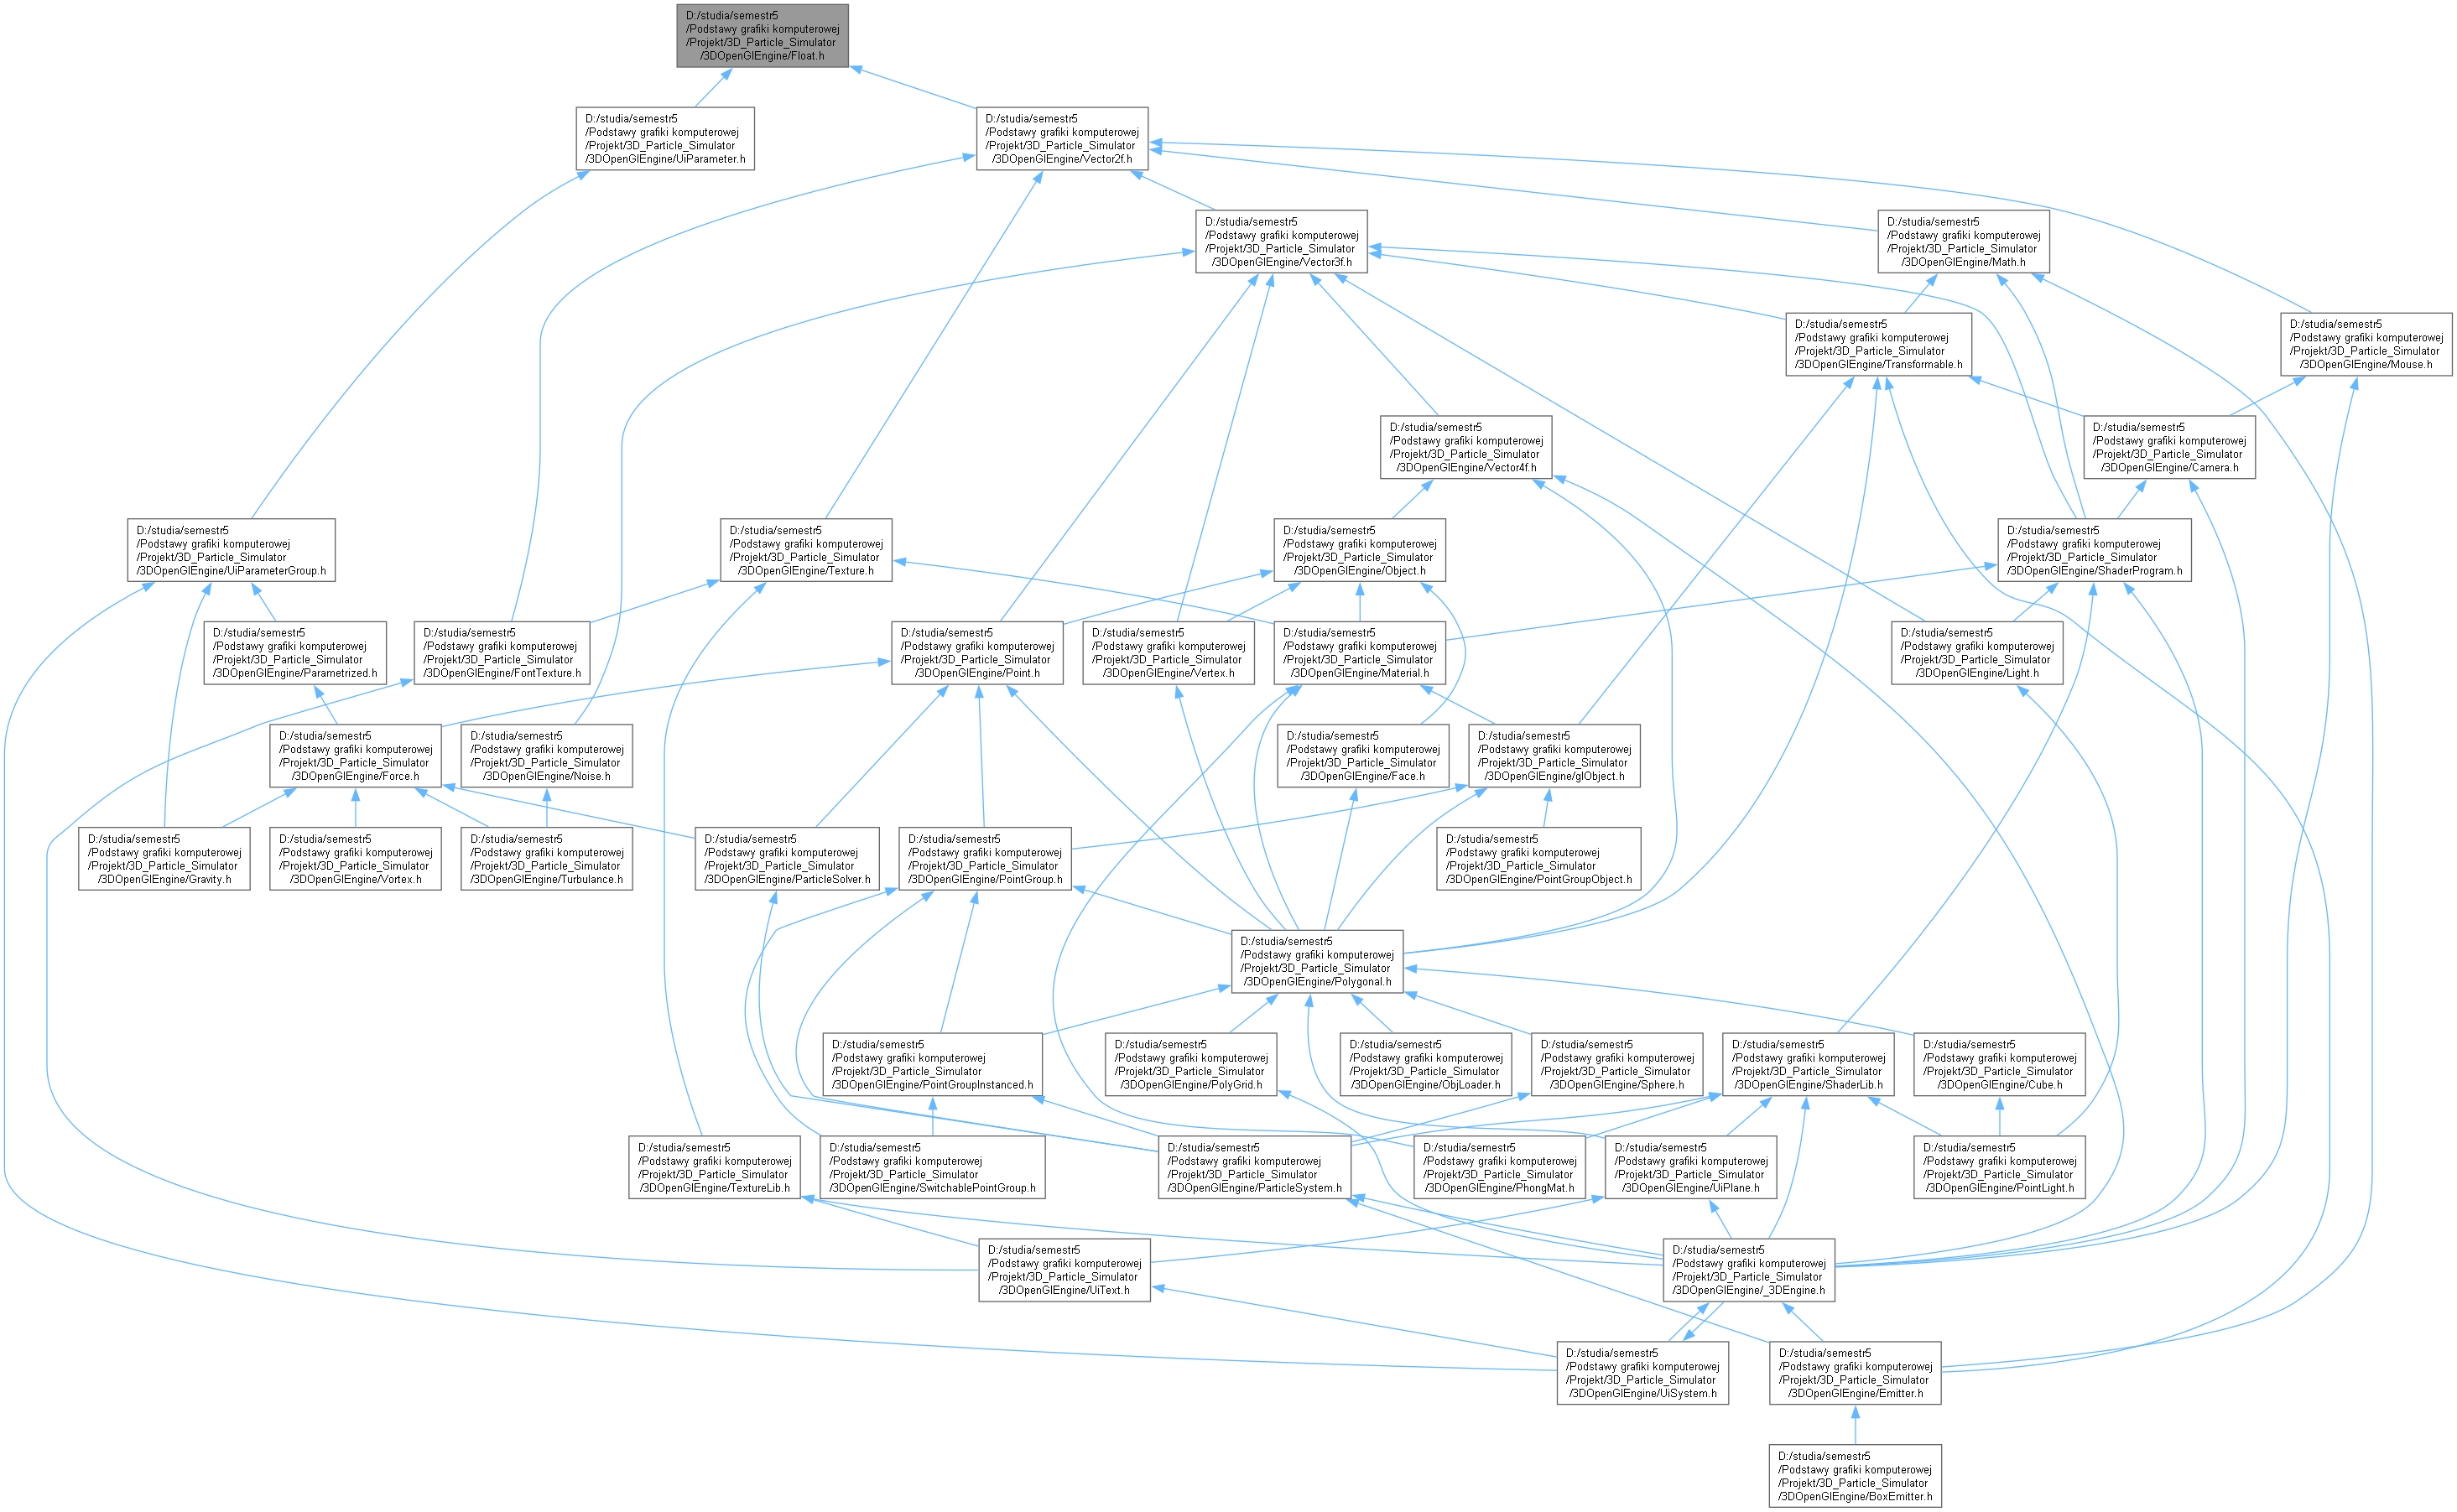 D:/studia/semestr5
/Podstawy grafiki komputerowej
/Projekt/3D_Particle_Simulator
/3DOpenGlEngine/Float.h
D:/studia/semestr5
/Podstawy grafiki komputerowej
/Projekt/3D_Particle_Simulator
/3DOpenGlEngine/UiParameter.h
D:/studia/semestr5
/Podstawy grafiki komputerowej
/Projekt/3D_Particle_Simulator
/3DOpenGlEngine/Vector2f.h
D:/studia/semestr5
/Podstawy grafiki komputerowej
/Projekt/3D_Particle_Simulator
/3DOpenGlEngine/Vector3f.h
D:/studia/semestr5
/Podstawy grafiki komputerowej
/Projekt/3D_Particle_Simulator
/3DOpenGlEngine/Math.h
D:/studia/semestr5
/Podstawy grafiki komputerowej
/Projekt/3D_Particle_Simulator
/3DOpenGlEngine/Transformable.h
D:/studia/semestr5
/Podstawy grafiki komputerowej
/Projekt/3D_Particle_Simulator
/3DOpenGlEngine/Mouse.h
D:/studia/semestr5
/Podstawy grafiki komputerowej
/Projekt/3D_Particle_Simulator
/3DOpenGlEngine/Vector4f.h
D:/studia/semestr5
/Podstawy grafiki komputerowej
/Projekt/3D_Particle_Simulator
/3DOpenGlEngine/Camera.h
D:/studia/semestr5
/Podstawy grafiki komputerowej
/Projekt/3D_Particle_Simulator
/3DOpenGlEngine/UiParameterGroup.h
D:/studia/semestr5
/Podstawy grafiki komputerowej
/Projekt/3D_Particle_Simulator
/3DOpenGlEngine/Texture.h
D:/studia/semestr5
/Podstawy grafiki komputerowej
/Projekt/3D_Particle_Simulator
/3DOpenGlEngine/Object.h
D:/studia/semestr5
/Podstawy grafiki komputerowej
/Projekt/3D_Particle_Simulator
/3DOpenGlEngine/ShaderProgram.h
D:/studia/semestr5
/Podstawy grafiki komputerowej
/Projekt/3D_Particle_Simulator
/3DOpenGlEngine/Parametrized.h
D:/studia/semestr5
/Podstawy grafiki komputerowej
/Projekt/3D_Particle_Simulator
/3DOpenGlEngine/FontTexture.h
D:/studia/semestr5
/Podstawy grafiki komputerowej
/Projekt/3D_Particle_Simulator
/3DOpenGlEngine/Point.h
D:/studia/semestr5
/Podstawy grafiki komputerowej
/Projekt/3D_Particle_Simulator
/3DOpenGlEngine/Vertex.h
D:/studia/semestr5
/Podstawy grafiki komputerowej
/Projekt/3D_Particle_Simulator
/3DOpenGlEngine/Material.h
D:/studia/semestr5
/Podstawy grafiki komputerowej
/Projekt/3D_Particle_Simulator
/3DOpenGlEngine/Light.h
D:/studia/semestr5
/Podstawy grafiki komputerowej
/Projekt/3D_Particle_Simulator
/3DOpenGlEngine/Force.h
D:/studia/semestr5
/Podstawy grafiki komputerowej
/Projekt/3D_Particle_Simulator
/3DOpenGlEngine/Noise.h
D:/studia/semestr5
/Podstawy grafiki komputerowej
/Projekt/3D_Particle_Simulator
/3DOpenGlEngine/Face.h
D:/studia/semestr5
/Podstawy grafiki komputerowej
/Projekt/3D_Particle_Simulator
/3DOpenGlEngine/glObject.h
D:/studia/semestr5
/Podstawy grafiki komputerowej
/Projekt/3D_Particle_Simulator
/3DOpenGlEngine/Gravity.h
D:/studia/semestr5
/Podstawy grafiki komputerowej
/Projekt/3D_Particle_Simulator
/3DOpenGlEngine/Vortex.h
D:/studia/semestr5
/Podstawy grafiki komputerowej
/Projekt/3D_Particle_Simulator
/3DOpenGlEngine/Turbulance.h
D:/studia/semestr5
/Podstawy grafiki komputerowej
/Projekt/3D_Particle_Simulator
/3DOpenGlEngine/ParticleSolver.h
D:/studia/semestr5
/Podstawy grafiki komputerowej
/Projekt/3D_Particle_Simulator
/3DOpenGlEngine/PointGroup.h
D:/studia/semestr5
/Podstawy grafiki komputerowej
/Projekt/3D_Particle_Simulator
/3DOpenGlEngine/PointGroupObject.h
D:/studia/semestr5
/Podstawy grafiki komputerowej
/Projekt/3D_Particle_Simulator
/3DOpenGlEngine/Polygonal.h
D:/studia/semestr5
/Podstawy grafiki komputerowej
/Projekt/3D_Particle_Simulator
/3DOpenGlEngine/PointGroupInstanced.h
D:/studia/semestr5
/Podstawy grafiki komputerowej
/Projekt/3D_Particle_Simulator
/3DOpenGlEngine/PolyGrid.h
D:/studia/semestr5
/Podstawy grafiki komputerowej
/Projekt/3D_Particle_Simulator
/3DOpenGlEngine/ObjLoader.h
D:/studia/semestr5
/Podstawy grafiki komputerowej
/Projekt/3D_Particle_Simulator
/3DOpenGlEngine/Sphere.h
D:/studia/semestr5
/Podstawy grafiki komputerowej
/Projekt/3D_Particle_Simulator
/3DOpenGlEngine/ShaderLib.h
D:/studia/semestr5
/Podstawy grafiki komputerowej
/Projekt/3D_Particle_Simulator
/3DOpenGlEngine/Cube.h
D:/studia/semestr5
/Podstawy grafiki komputerowej
/Projekt/3D_Particle_Simulator
/3DOpenGlEngine/TextureLib.h
D:/studia/semestr5
/Podstawy grafiki komputerowej
/Projekt/3D_Particle_Simulator
/3DOpenGlEngine/SwitchablePointGroup.h
D:/studia/semestr5
/Podstawy grafiki komputerowej
/Projekt/3D_Particle_Simulator
/3DOpenGlEngine/ParticleSystem.h
D:/studia/semestr5
/Podstawy grafiki komputerowej
/Projekt/3D_Particle_Simulator
/3DOpenGlEngine/PhongMat.h
D:/studia/semestr5
/Podstawy grafiki komputerowej
/Projekt/3D_Particle_Simulator
/3DOpenGlEngine/UiPlane.h
D:/studia/semestr5
/Podstawy grafiki komputerowej
/Projekt/3D_Particle_Simulator
/3DOpenGlEngine/PointLight.h
D:/studia/semestr5
/Podstawy grafiki komputerowej
/Projekt/3D_Particle_Simulator
/3DOpenGlEngine/UiText.h
D:/studia/semestr5
/Podstawy grafiki komputerowej
/Projekt/3D_Particle_Simulator
/3DOpenGlEngine/_3DEngine.h
D:/studia/semestr5
/Podstawy grafiki komputerowej
/Projekt/3D_Particle_Simulator
/3DOpenGlEngine/UiSystem.h
D:/studia/semestr5
/Podstawy grafiki komputerowej
/Projekt/3D_Particle_Simulator
/3DOpenGlEngine/Emitter.h
D:/studia/semestr5
/Podstawy grafiki komputerowej
/Projekt/3D_Particle_Simulator
/3DOpenGlEngine/BoxEmitter.h